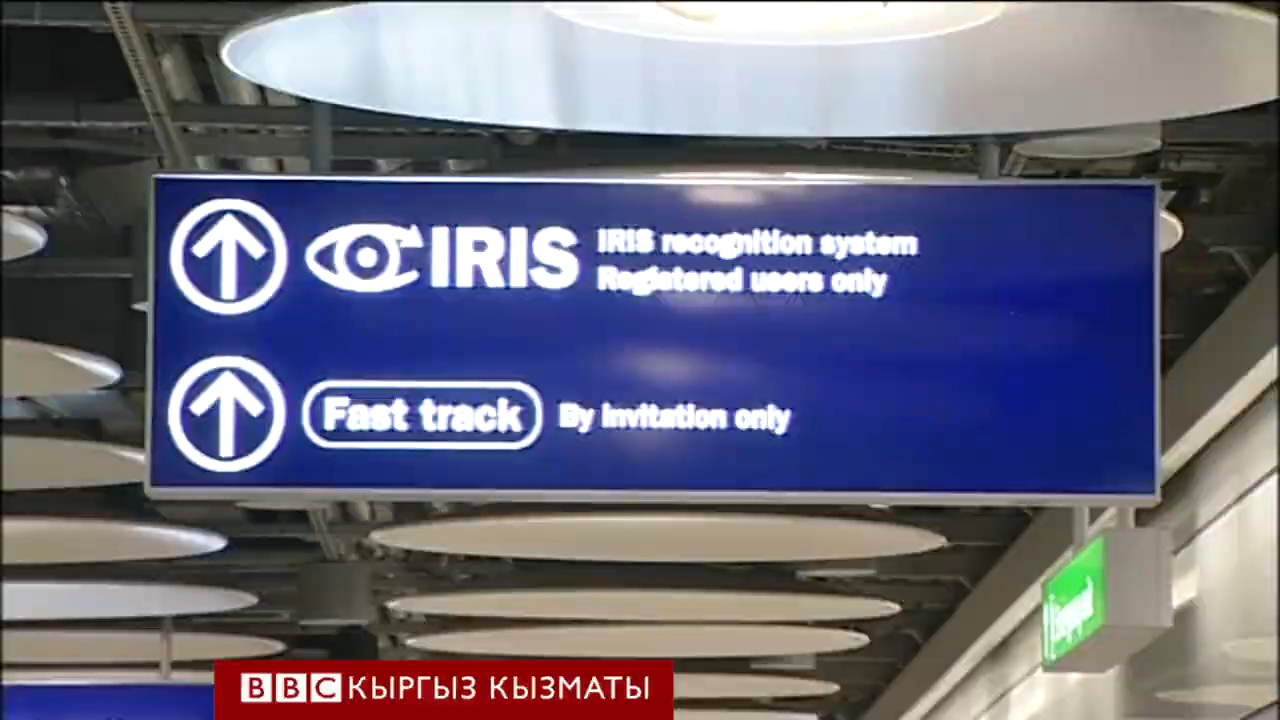 IRIS IRIS recognition system
Registered users only
Fast track By invitation only
BBC КЫРГЫЗ КЫЗМАТЫ